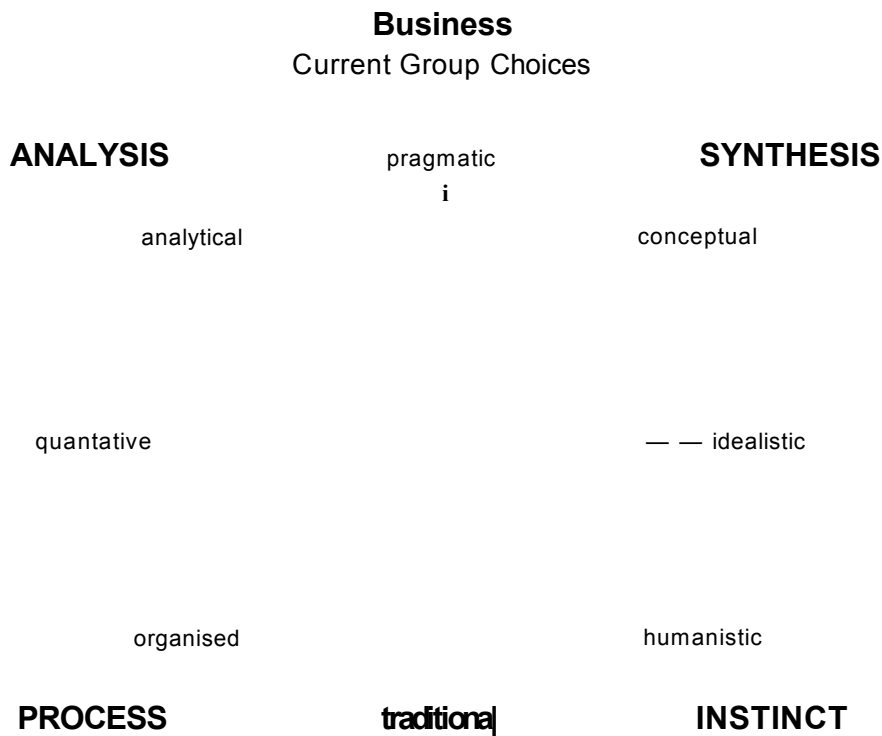 Business
Current Group Choices
ANALYSIS pragmatic SYNTHESIS
i
analytical conceptual
quantative — — idealistic
organised humanistic
PROCESS traditional INSTINCT